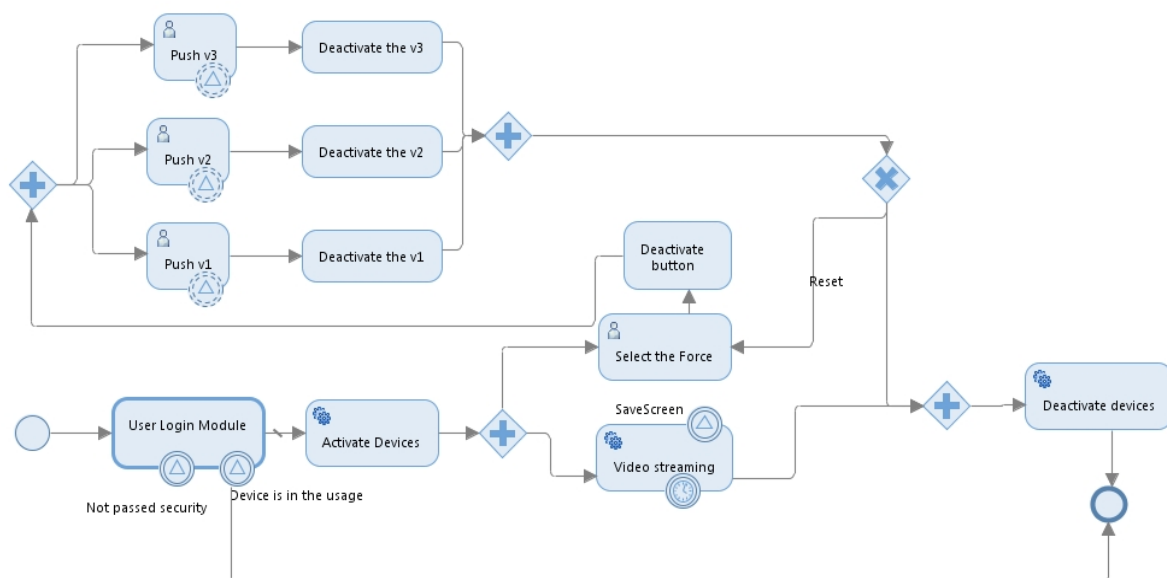 Push v3
Deactivate the v3
Push v2
Deactivate the v2
Push v1
Deactivate the v1
Deactivate
button
Reset
Select the Force
User Login Module
Activate Devices
SaveScreen
Video streaming
Deactivate devices
Not passed security
Device is in the usage